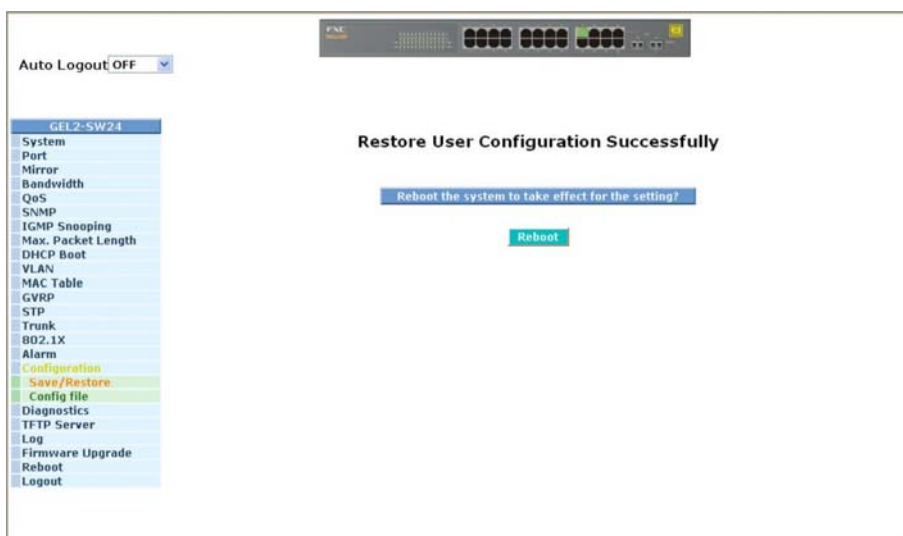 Auto Logout OFF
GEL2-SW24
System
Port
Mirror
Bandwidth
QoS
SNMP
IGMP Snooping
Max. Packet Length
DHCP Boot
VLAN
MAC Table
GVRP
STP
Trunk
802.1X
Alarm
Configuration
Save/Restore
Config file
Diagnostics
TFTP Server
Log
Firmware Upgrade
Reboot
Logout
Restore User Configuration Successfully
Reboot the system to take effect for the setting?
Reboot